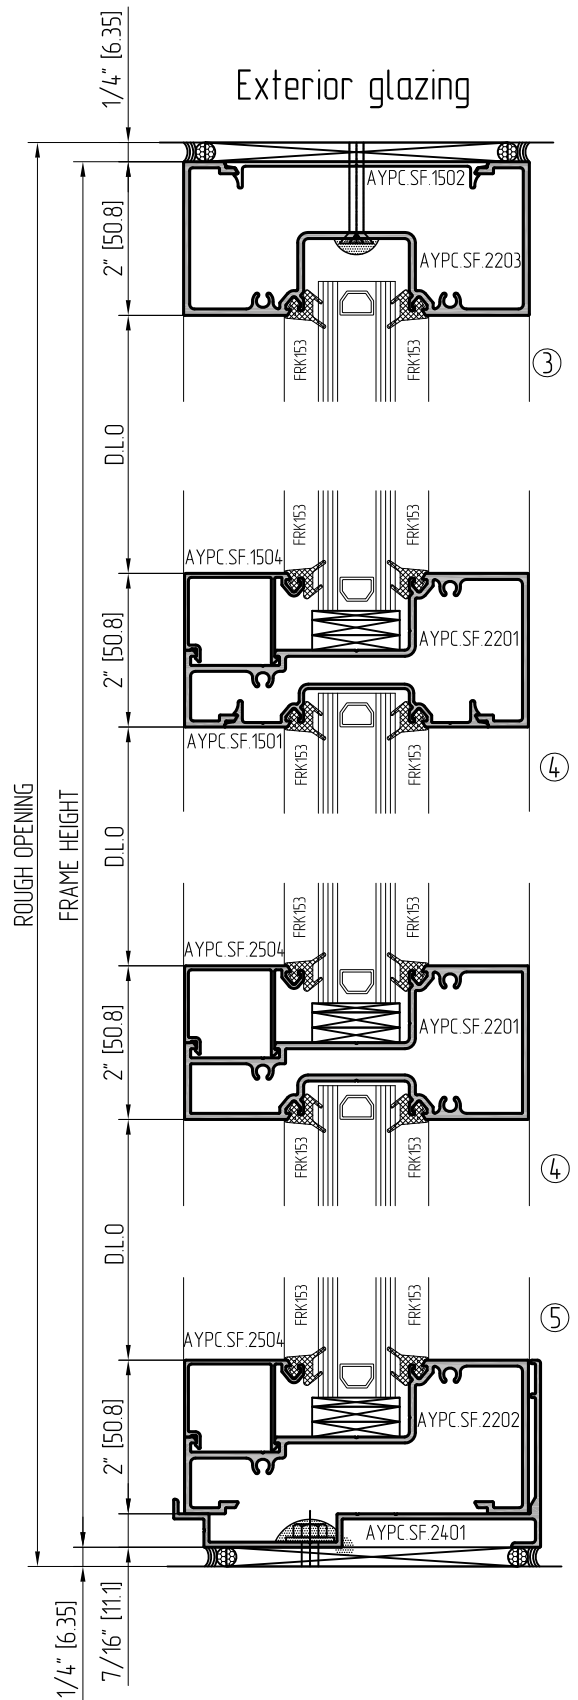 1/4" [6.35]
Exterior glazing
AYPC.SF.1502
2" [50.8]
AYPC.SF.2203
FRK153
FRK153
3
D.L.O
FRK153
FRK153
AYPC.SF.1504
2" [50.8]
AYPC.SF.2201
AYPC.SF.1501
FRK153
FRK153
4
ROUGH OPENING
FRAME HEIGHT
D.L.O
FRK153
FRK153
AYPC.SF.2504
2" [50.8]
AYPC.SF.2201
FRK153
FRK153
4
D.L.O
FRK153
FRK153
5
AYPC.SF.2504
2" [50.8]
AYPC.SF.2202
AYPC.SF.2401
1/4" [6.35]
7/16" [11.1]